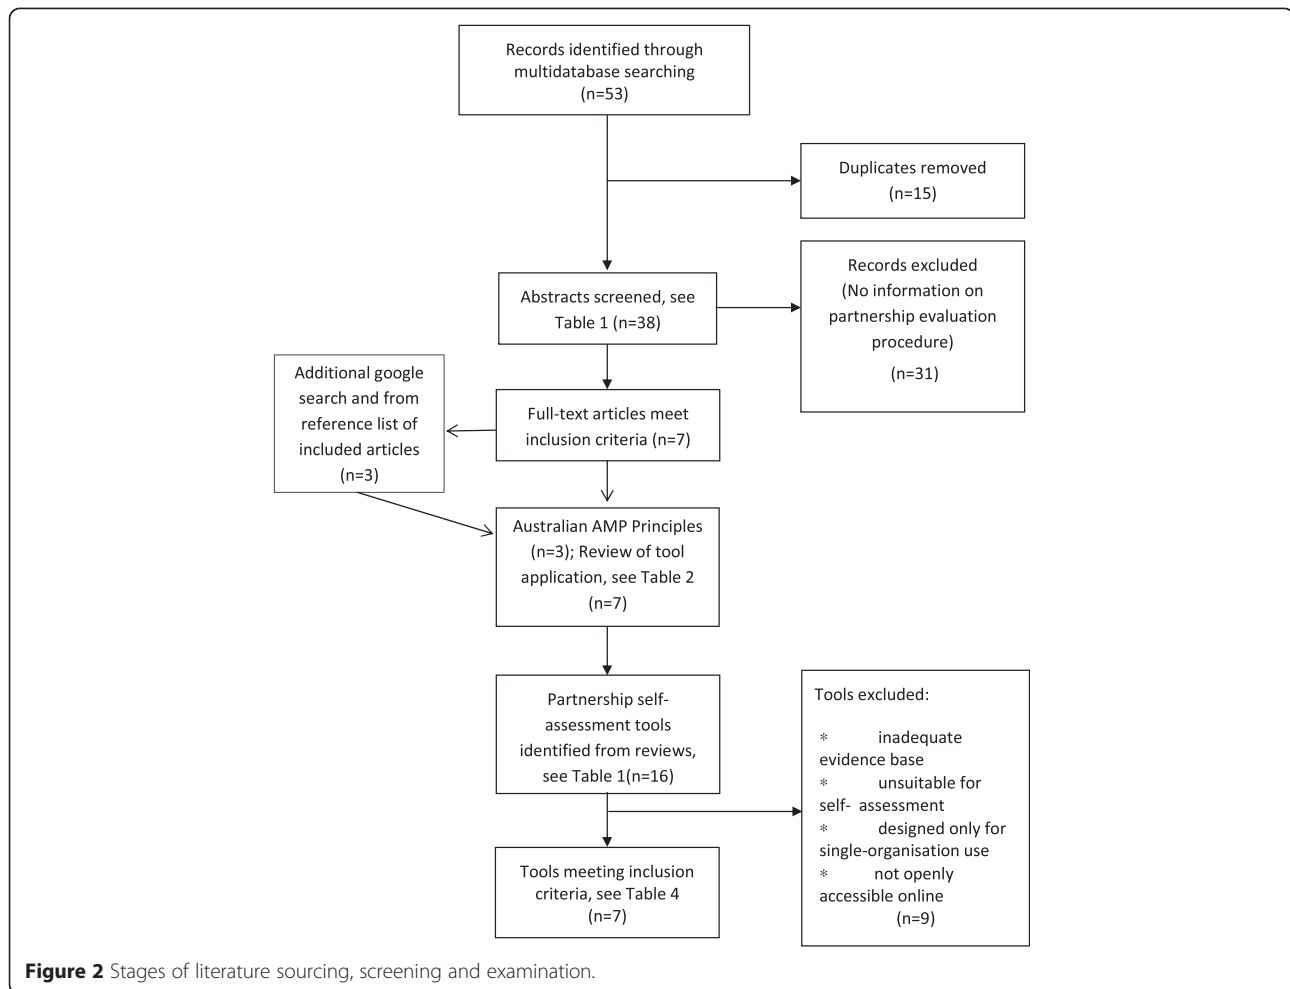 Records identified through
multidatabase searching
(n=53)
Duplicates removed
(n=15)
Records excluded
(No information on
partnership evaluation
procedure)
(n=31)
Abstracts screened, see
Table 1 (n=38)
Additional google
search and from
reference list of
included articles
(n=3)
Full-text articles meet
inclusion criteria (n=7)
Australian AMP Principles
(n=3); Review of tool
application, see Table 2
(n=7)
Partnership self-
assessment tools
identified from reviews,
see Table 1(n=16)
Tools excluded:
* inadequate
evidence base
* unsuitable for
self- assessment
* designed only for
single-organisation use
* not openly
accessible online
(n=9)
Tools meeting inclusion
criteria, see Table 4
(n=7)
Figure 2 Stages of literature sourcing, screening and examination.